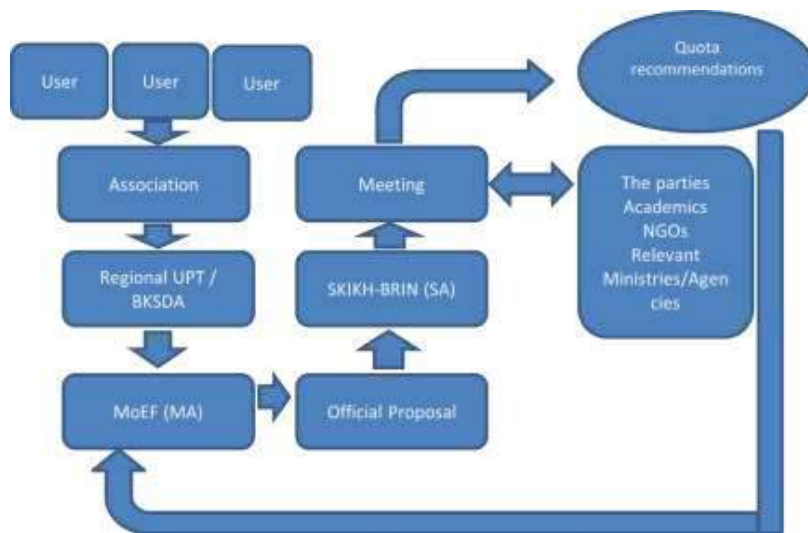 User
User
User
Association
Regional UPT /
BKSDA
MoEF (MA)
Official Proposal
SKIKH-BRIN (SA)
Meeting
Quota
recommendations
The parties
Academics
NGOs
Relevant
Ministries/Agen
cies